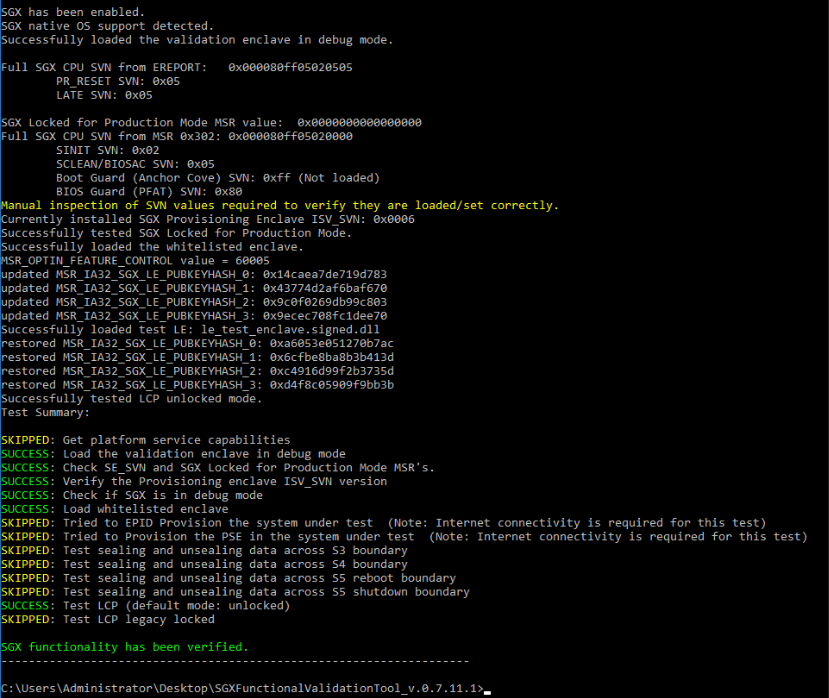 SGX has been enabled.
SGX native OS support detected.
Successfully loaded the validation enclave in debug mode.
Full SGX CPU SVN from EREPORT:   0x000080ff05020505
PR_RESET SVN: 0x05
LATE SVN: 0x05
SGX Locked for Production Mode MSR value:  0x0000000000000000
Full SGX CPU SVN from MSR 0x302: 0x000080ff05020000
SINIT SVN: 0x02
SCLEAN/BIOSAC SVN: 0x05
Boot Guard (Anchor Cove) SVN: 0xff (Not loaded)
BIOS Guard (PFAT) SVN: 0x80
Manual inspection of SVN values required to verify they are loaded/set correctly.
Currently installed SGX Provisioning Enclave ISV_SVN: 0x0006
Successfully tested SGX Locked for Production Mode.
Successfully loaded the whitelisted enclave.
MSR_OPTIN_FEATURE_CONTROL value = 60005
updated MSR_IA32_SGX_LE_PUBKEYHASH_0: 0x14caea7de719d783
updated MSR_IA32_SGX_LE_PUBKEYHASH_1: 0x43774d2af6baf670
updated MSR_IA32_SGX_LE_PUBKEYHASH_2: 0x9c0f0269db99c803
updated MSR_IA32_SGX_LE_PUBKEYHASH_3: 0x9ecec708fc1dee70
Successfully loaded test LE: le_test_enclave.signed.dll
restored MSR_IA32_SGX_LE_PUBKEYHASH_0: 0xa6053e051270b7ac
restored MSR_IA32_SGX_LE_PUBKEYHASH_1: 0x6cfbe8ba8b3b413d
restored MSR_IA32_SGX_LE_PUBKEYHASH_2: 0xc4916d99f2b3735d
restored MSR_IA32_SGX_LE_PUBKEYHASH_3: 0xd4f8c05909f9bb3b
Successfully tested LCP unlocked mode.
Test Summary:
SKIPPED: Get platform service capabilities
SUCCESS: Load the validation enclave in debug mode
SUCCESS: Check SE_SVN and SGX Locked for Production Mode MSR's.
SUCCESS: Verify the Provisioning enclave ISV_SVN version
SUCCESS: Check if SGX is in debug mode
SUCCESS: Load whitelisted enclave
SKIPPED: Tried to EPID Provision the system under test  (Note: Internet connectivity is required for this test)
SKIPPED: Tried to Provision the PSE in the system under test  (Note: Internet connectivity is required for this test)
SKIPPED: Test sealing and unsealing data across S3 boundary
SKIPPED: Test sealing and unsealing data across S4 boundary
SKIPPED: Test sealing and unsealing data across S5 reboot boundary
SKIPPED: Test sealing and unsealing data across S5 shutdown boundary
SUCCESS: Test LCP (default mode: unlocked)
SKIPPED: Test LCP legacy locked
SGX functionality has been verified.
--------------------------------------------------------------------
C:\Users\Administrator\Desktop\SGXFunctionalValidationTool_v.0.7.11.1>